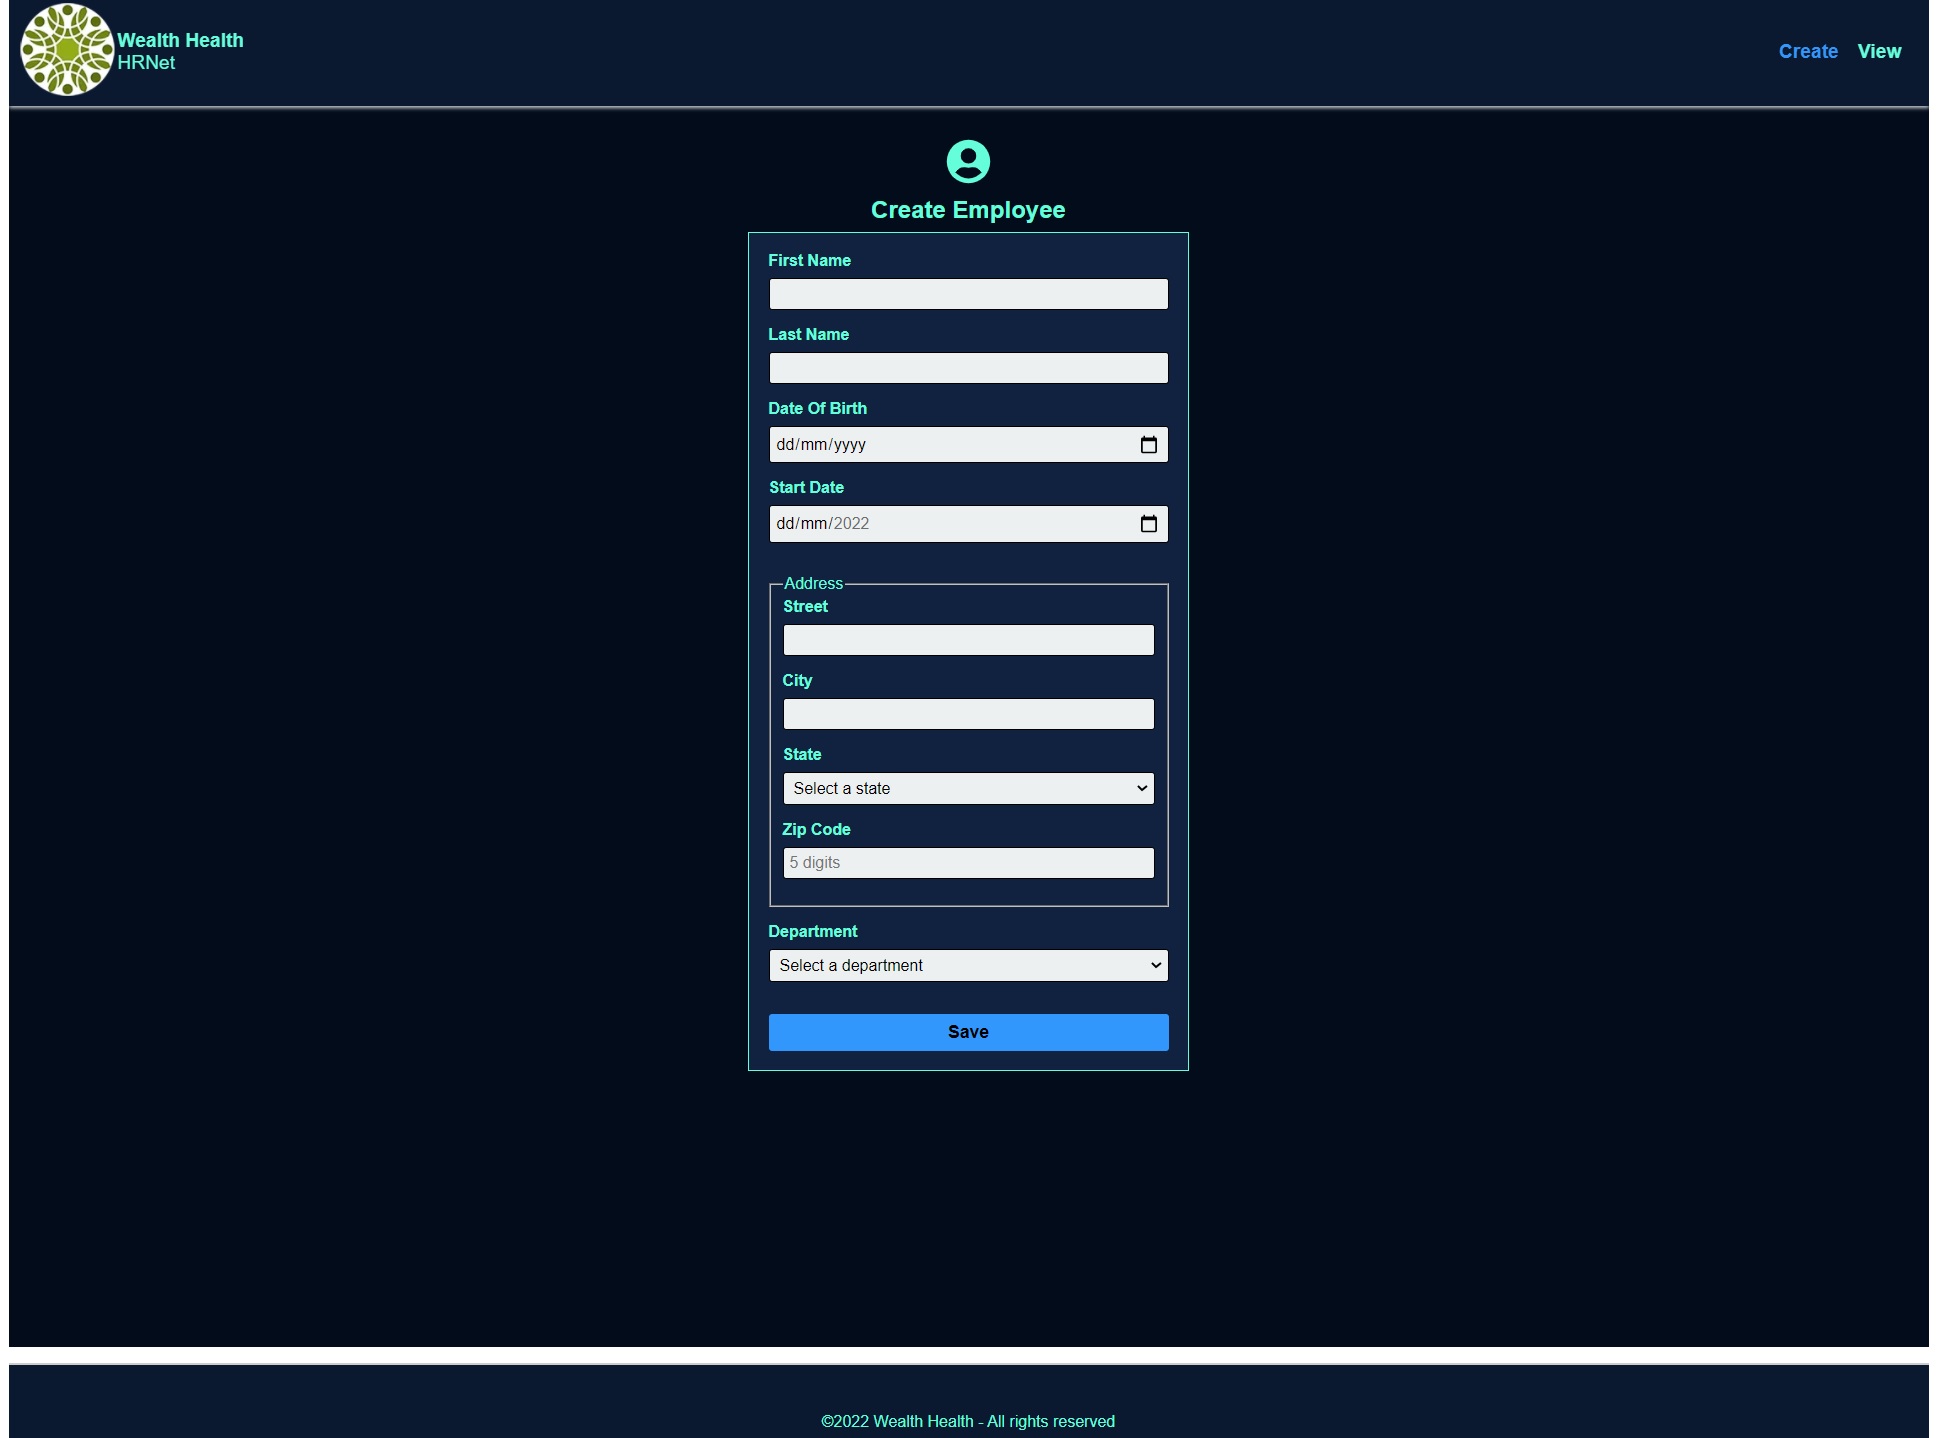 Wealth Health
HRNet
Create View
Create Employee
First Name
Last Name
Date Of Birth
dd/mm/yyyy
Start Date
dd/mm/2022
Address
Street
City
State
Select a state
Zip Code
5 digits
Department
Select a department
Save
©2022 Wealth Health - All rights reserved